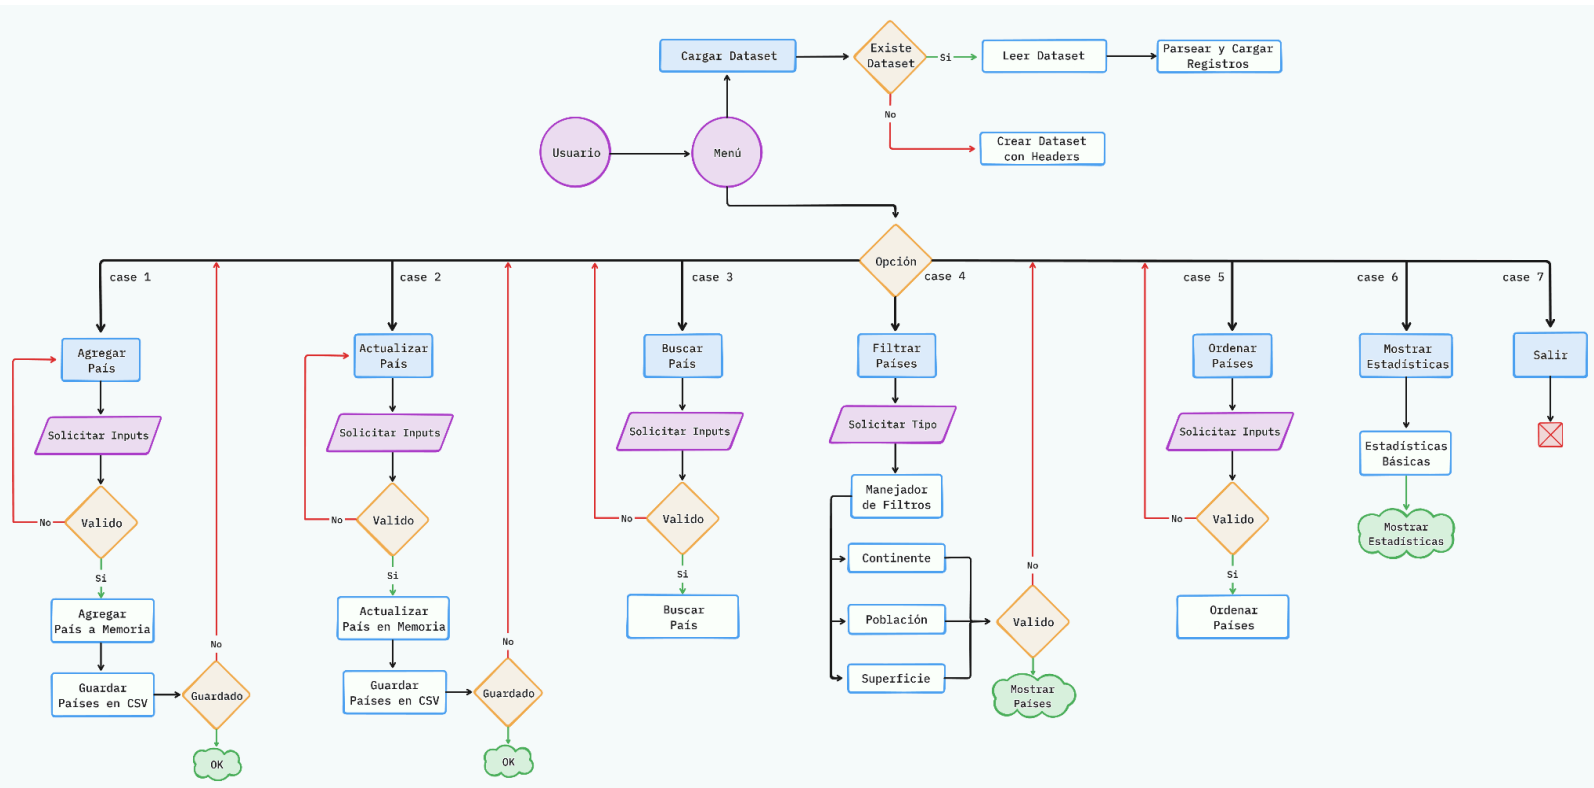 Cargar Dataset
Existe
Dataset
Si
Leer Dataset
Parsear y Cargar
Registros
No
Crear Dataset
con Headers
Usuario
Menú
Opción
case 1
case 2
case 3
case 4
case 5
case 6
case 7
Agregar
País
Solicitar Inputs
Valido
No
Si
Agregar
País a Memoria
Guardar
Países en CSV
Guardado
No
OK
Actualizar
País
Solicitar Inputs
Valido
No
Si
Actualizar
País en Memoria
Guardar
Países en CSV
Guardado
No
OK
Buscar
País
Solicitar Inputs
Valido
No
Si
Buscar
País
Filtrar
Países
Solicitar Tipo
Manejador
de Filtros
Continente
Población
Superficie
Valido
No
Mostrar
Países
Ordenar
Países
Solicitar Inputs
Valido
No
Si
Ordenar
Países
Mostrar
Estadísticas
Estadísticas
Básicas
Mostrar
Estadísticas
Salir